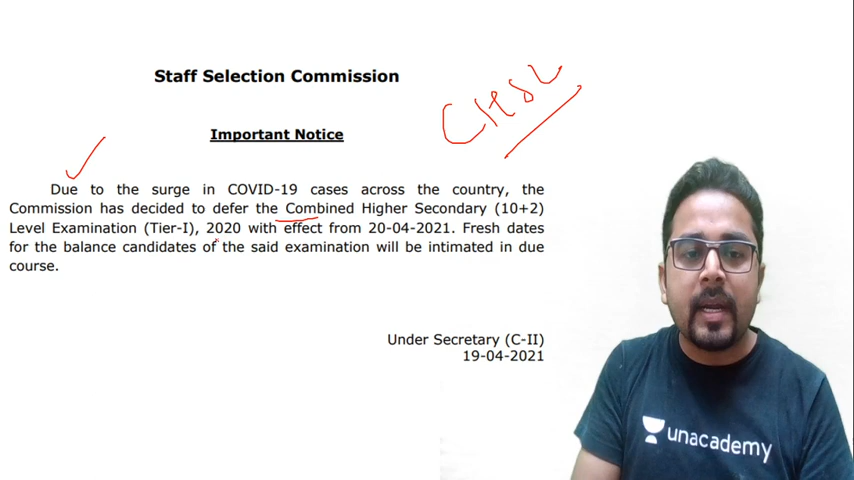 Staff Selection Commission
CHSL
Important Notice
Due to the surge in COVID-19 cases across the country, the
Commission has decided to defer the Combined Higher Secondary (10+2)
Level Examination (Tier-I), 2020 with effect from 20-04-2021. Fresh dates
for the balance candidates of the said examination will be intimated in due
course.
Under Secretary (C-II)
19-04-2021
unacademy